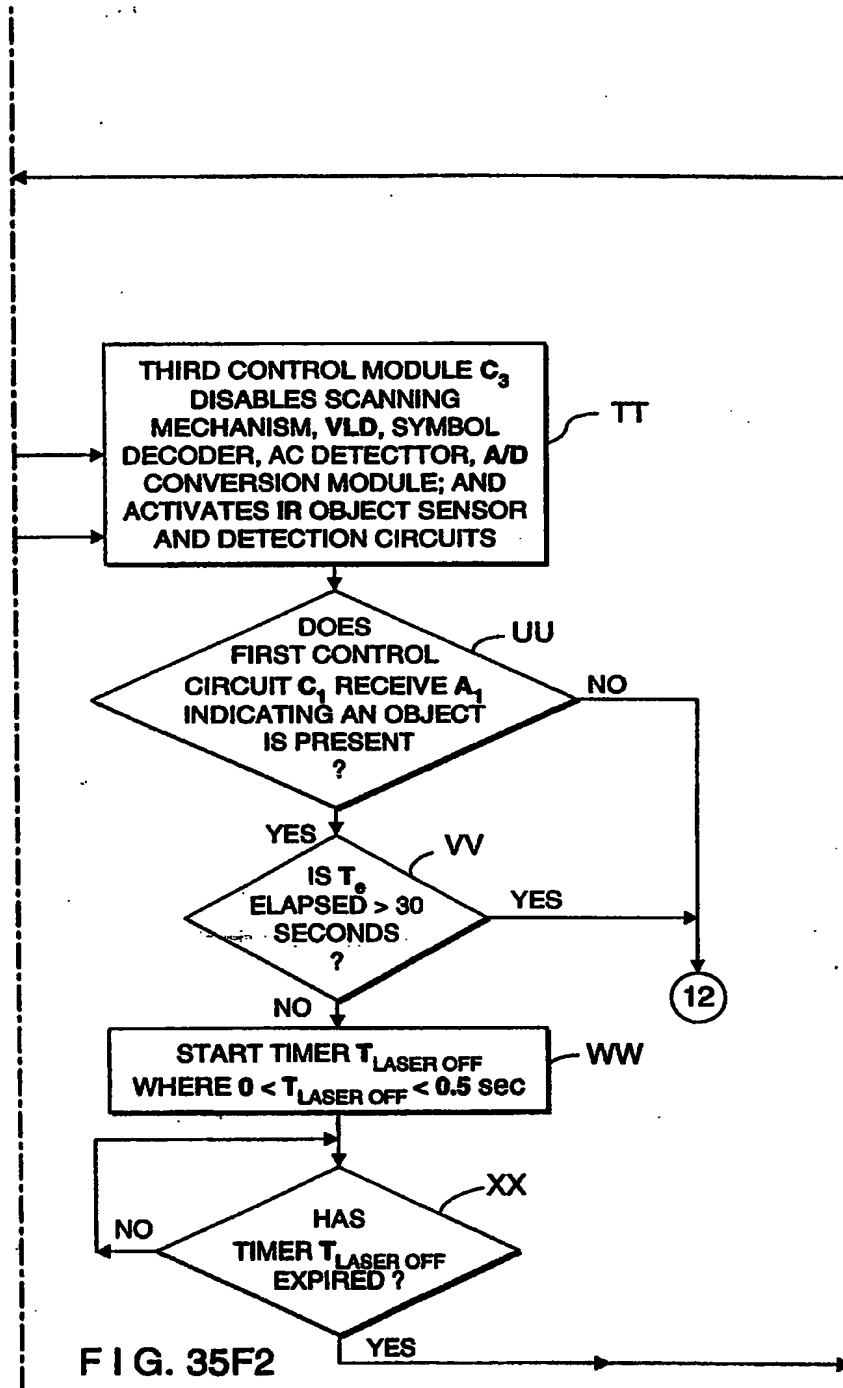 THIRD CONTROL MODULE C3
DISABLES SCANNING
MECHANISM, VLD, SYMBOL
DECODER, AC DETECTTOR, A/D
CONVERSION MODULE; AND
ACTIVATES IR OBJECT SENSOR
AND DETECTION CIRCUITS
TT
DOES
FIRST CONTROL
CIRCUIT C1 RECEIVE A1
INDICATING AN OBJECT
IS PRESENT
?
UU
NO
YES
IS Te
ELAPSED > 30
SECONDS
?
VV
YES
12
NO
START TIMER TLASER OFF
WHERE 0 < TLASER OFF < 0.5 sec
WW
HAS
TIMER TLASER OFF
EXPIRED ?
XX
NO
YES
FIG. 35F2